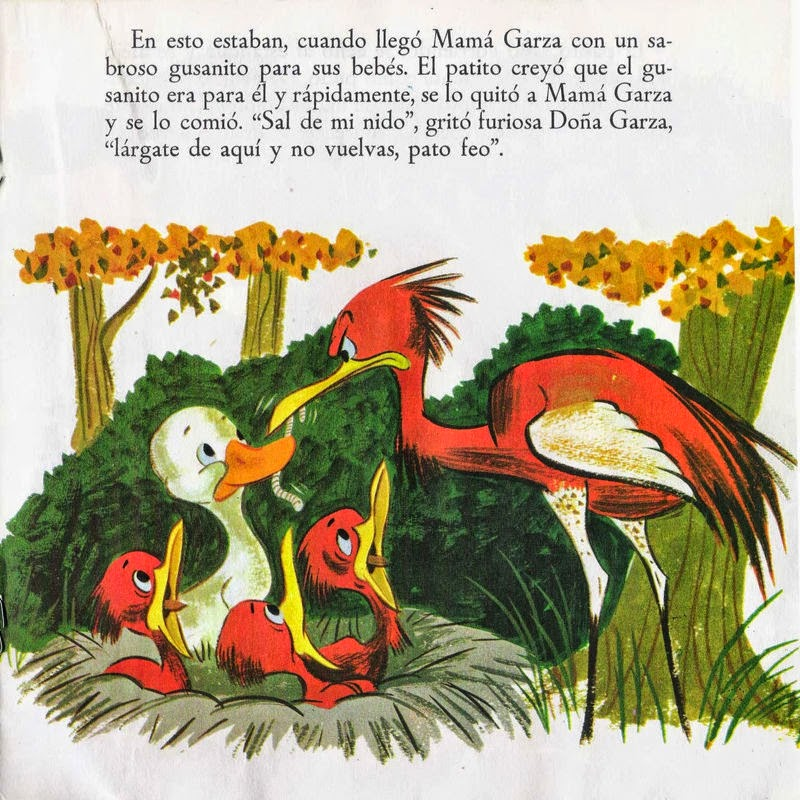 En esto estaban, cuando llegó Mamá Garza con un sa-
broso gusanito para sus bebés. El patito creyó que el gu-
sanito era para él y rápidamente, se lo quitó a Mamá Garza
y se lo comió. “Sal de mi nido”, gritó furiosa Doña Garza,
“lárgate de aquí y no vuelvas, pato feo”.